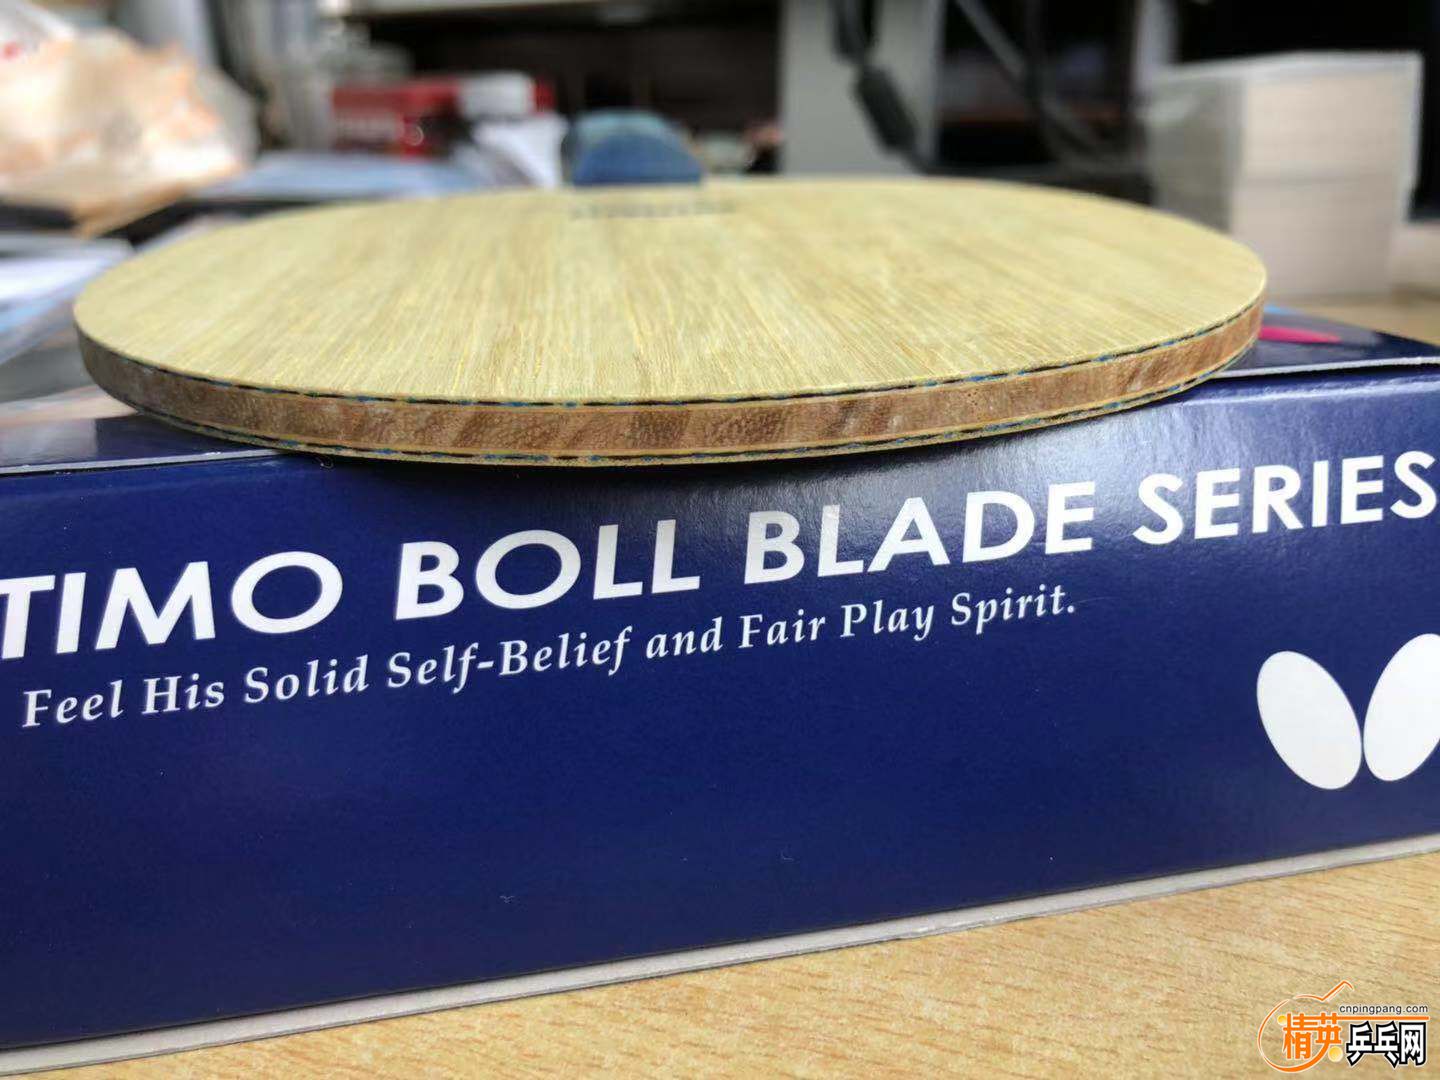 TIMO BOLL BLADE SERIES
Feel His Solid Self-Belief and Fair Play Spirit.
cnpingpang.com
精英乒乓网